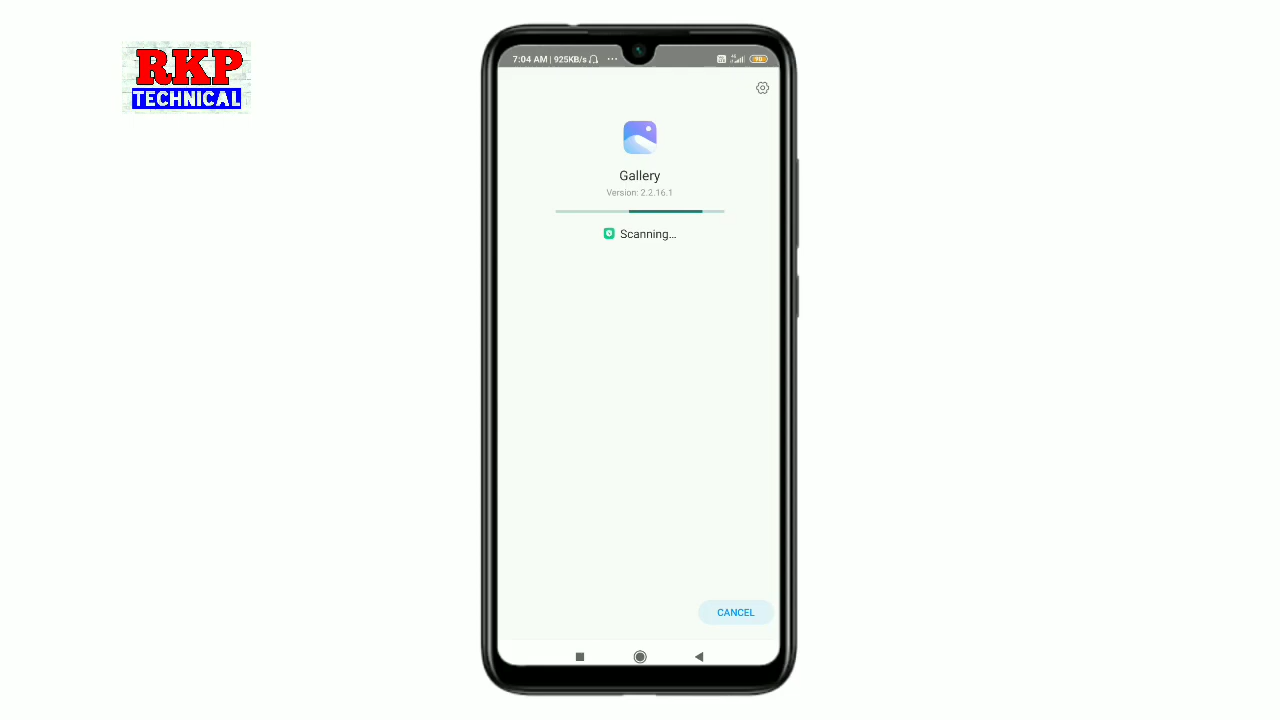 RKP
TECHNICAL
7:04 AM | 925KB/s
Gallery
Version: 2.2.16.1
Scanning...
CANCEL